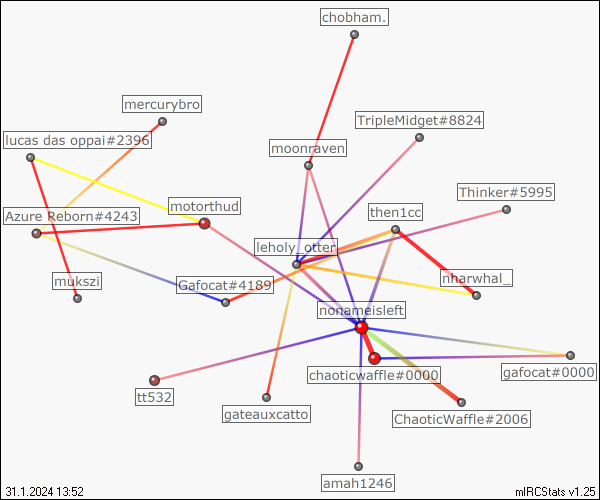 chobham.
mercurybro
TripleMidget#8824
lucas das oppai#2396
moonraven
Thinker#5995
motorthud
Azure Reborn#4243
then1cc
leholy_otter
mukszi
Gafocat#4189
nharwhal_
nonameisleft
chaoticwaffle#0000
gafocat#0000
tt532
gateauxcatto
ChaoticWaffle#2006
amah1246
31.1.2024 13:52
mIRCStats v1.25